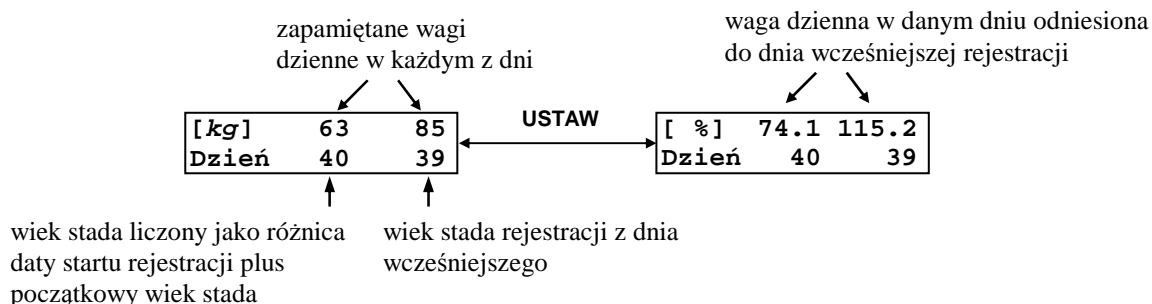 zapamiętane wagi
dzienne w każdym z dni
waga dzienna w danym dniu odniesiona
do dnia wcześniejszej rejestracji
[kg] 63 85
Dzień 40 39
USTAW
[ %] 74.1 115.2
Dzień 40 39
wiek stada liczony jako różnica
daty startu rejestracji plus
początkowy wiek stada
wiek stada rejestracji z dnia
wcześniejszego